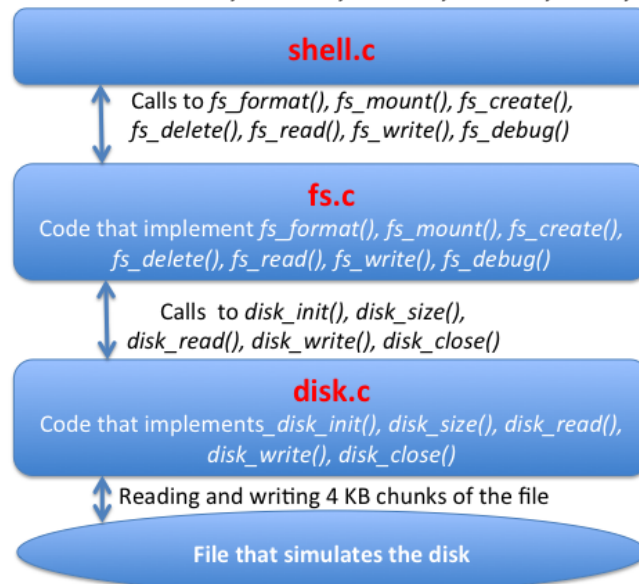 shell.c
Calls to fs_format(), fs_mount(), fs_create(),
fs_delete(), fs_read(), fs_write(), fs_debug()
fs.c
Code that implement fs_format(), fs_mount(), fs_create(),
fs_delete(), fs_read(), fs_write(), fs_debug()
Calls to disk_init(), disk_size(),
disk_read(), disk_write(), disk_close()
disk.c
Code that implements_disk_init(), disk_size(), disk_read(),
disk_write(), disk_close()
Reading and writing 4 KB chunks of the file
File that simulates the disk